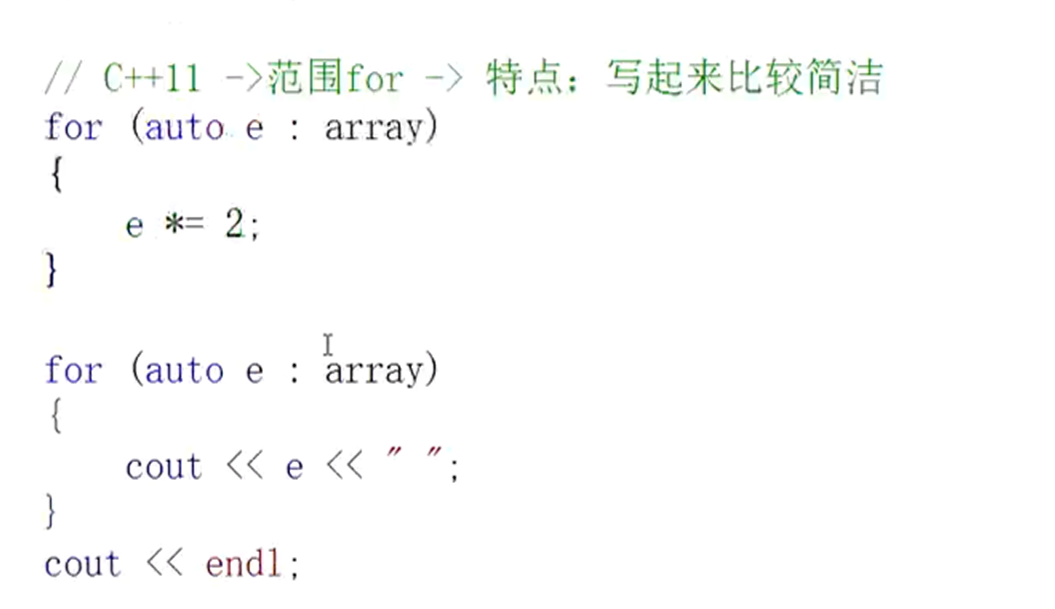 // C++11 ->范围for -> 特点：写起来比较简洁
for (auto e : array)
{
    e *= 2;
}
for (auto e : array)
{
    cout << e << " ";
}
cout << endl;